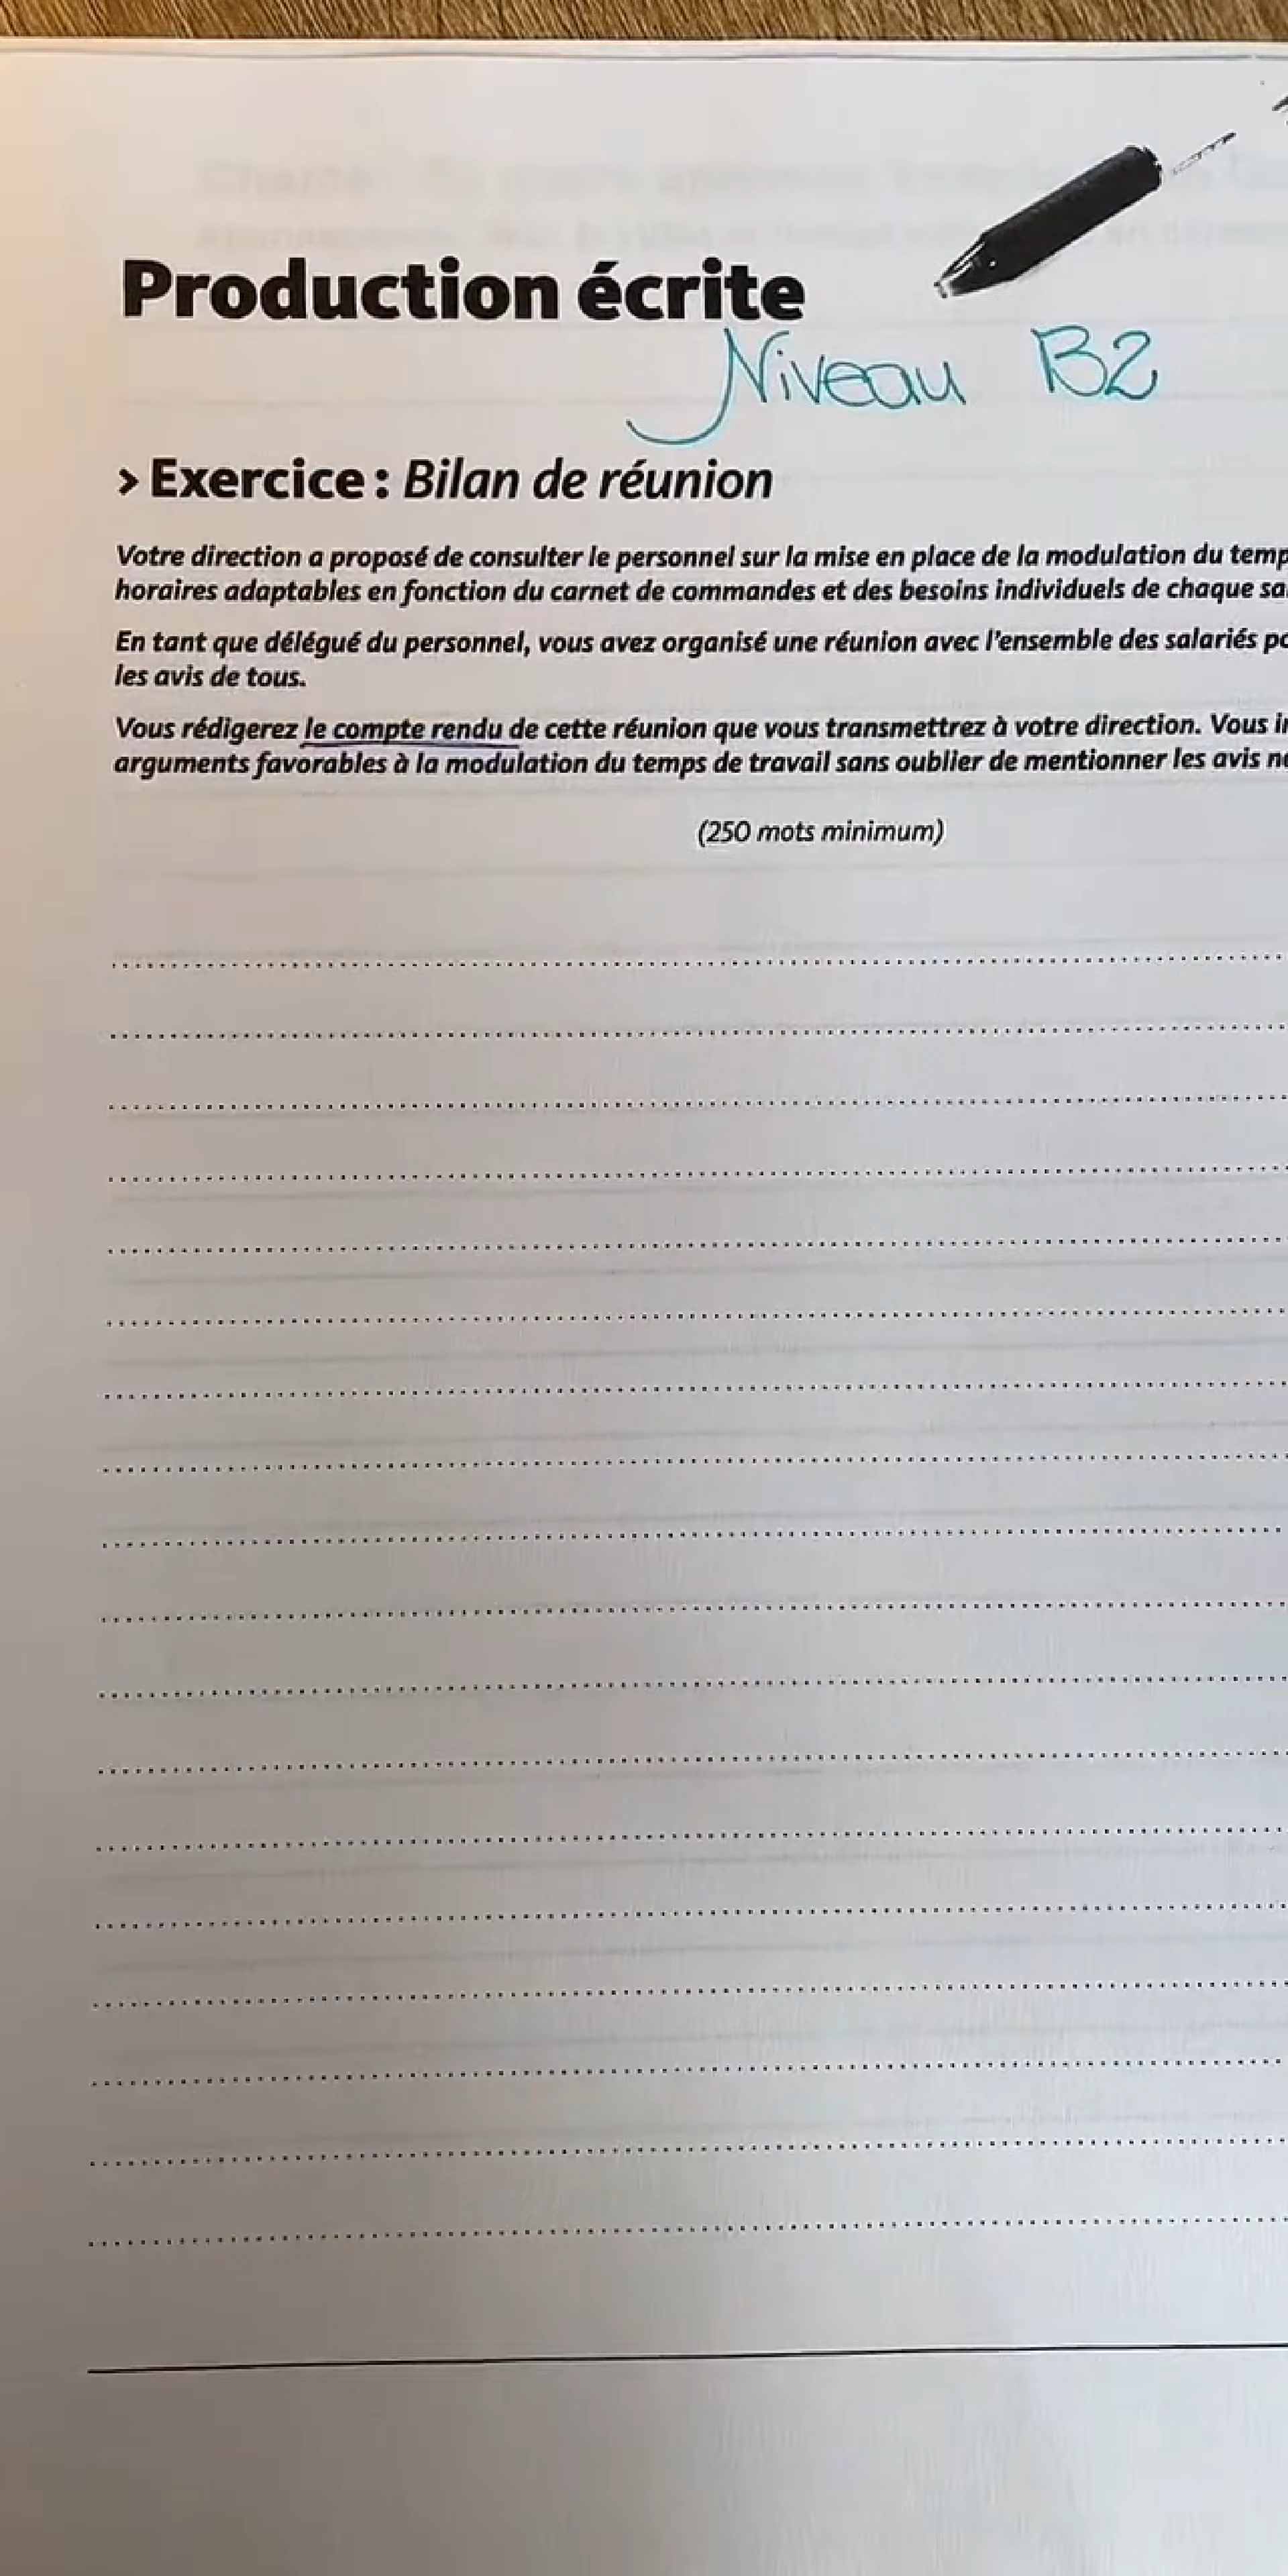 Production écrite
Niveau B2
> Exercice : Bilan de réunion
Votre direction a proposé de consulter le personnel sur la mise en place de la modulation du temp
horaires adaptables en fonction du carnet de commandes et des besoins individuels de chaque sa
En tant que délégué du personnel, vous avez organisé une réunion avec l'ensemble des salariés po
les avis de tous.
Vous rédigerez le compte rendu de cette réunion que vous transmettrez à votre direction. Vous i
arguments favorables à la modulation du temps de travail sans oublier de mentionner les avis n
(250 mots minimum)